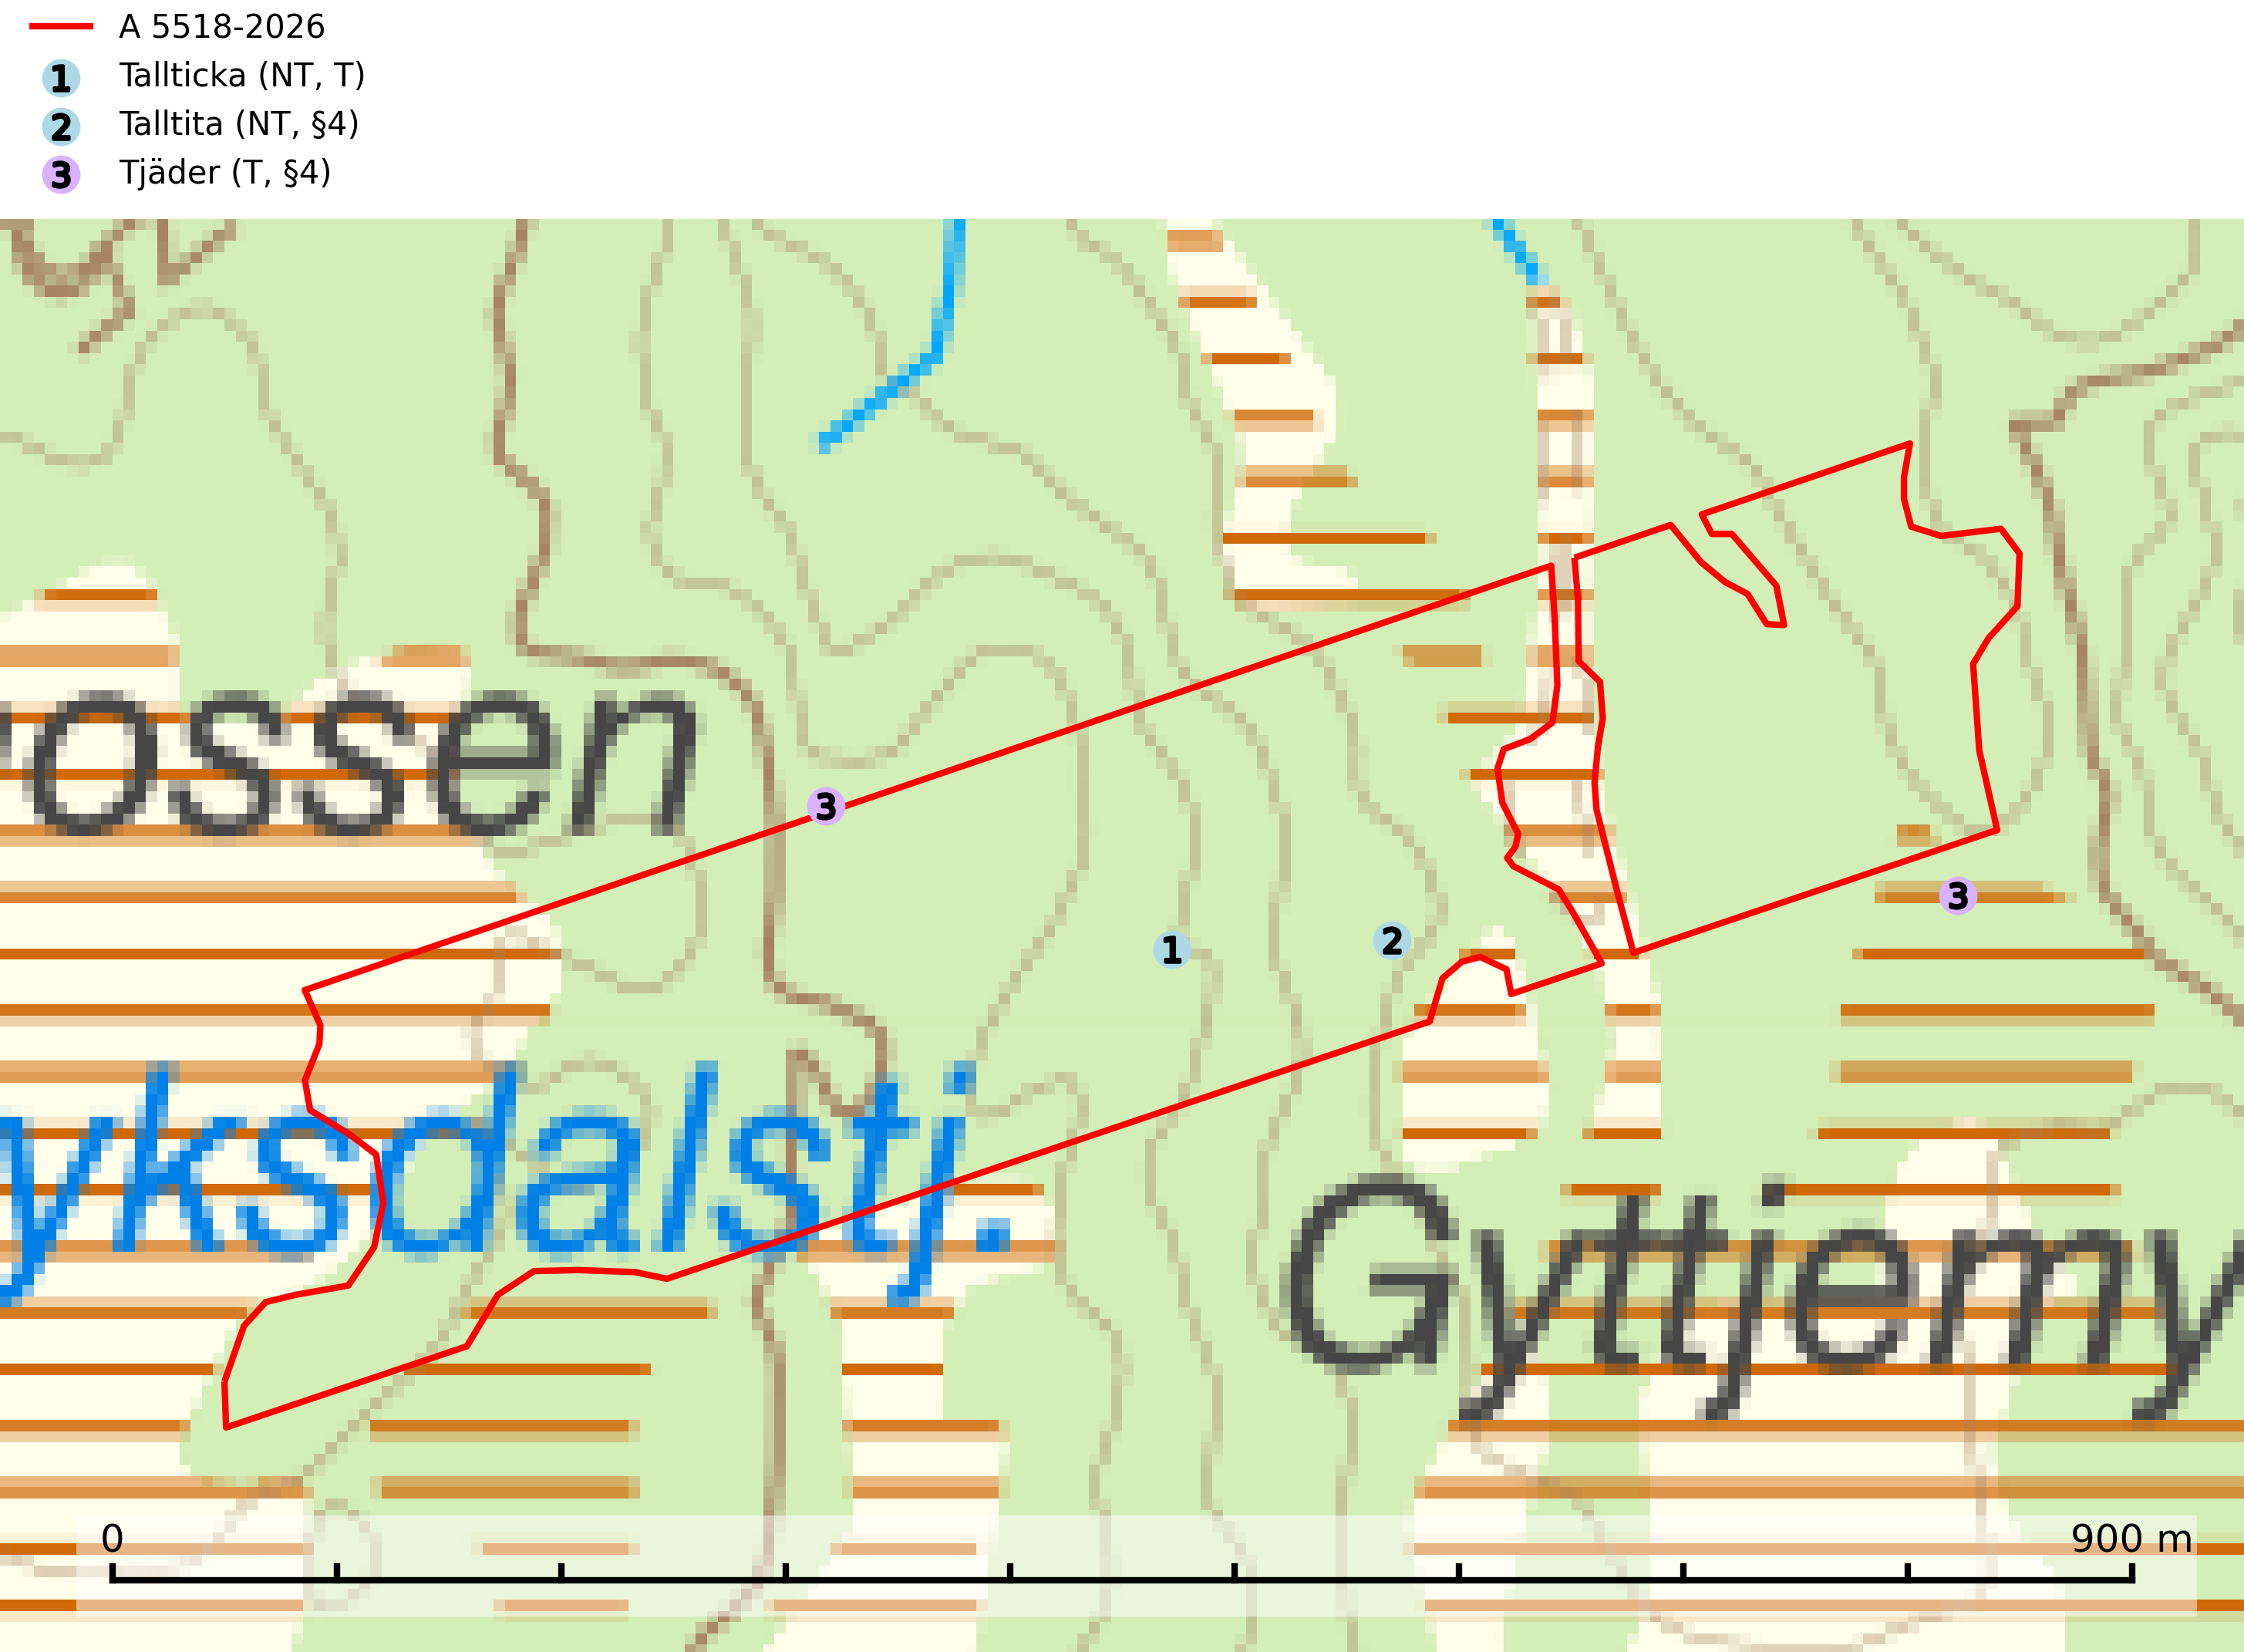 A 5518-2026
1 Tallticka (NT, T)
2 Talltita (NT, §4)
3 Tjäder (T, §4)
ossen
3
3
2
1
yksdalstj.
Gyttjemy
0 900 m